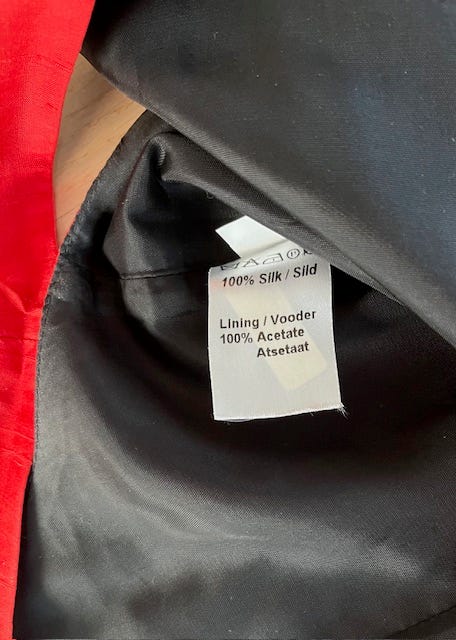 100% Silk / Sild
Lining / Vooder
100% Acetate
Atsetaat